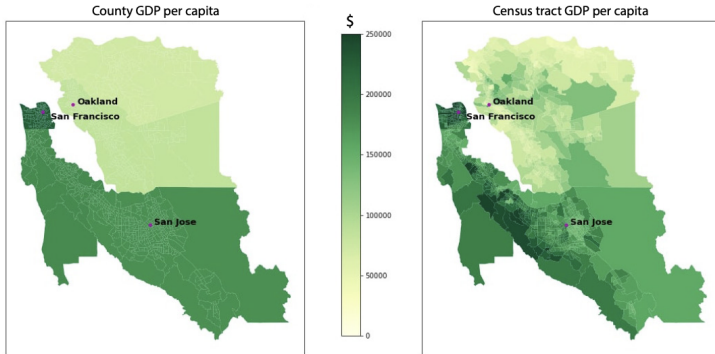 County GDP per capita
$
Census tract GDP per capita
Oakland
San Francisco
San Jose
250000
200000
150000
100000
50000
0
Oakland
San Francisco
San Jose